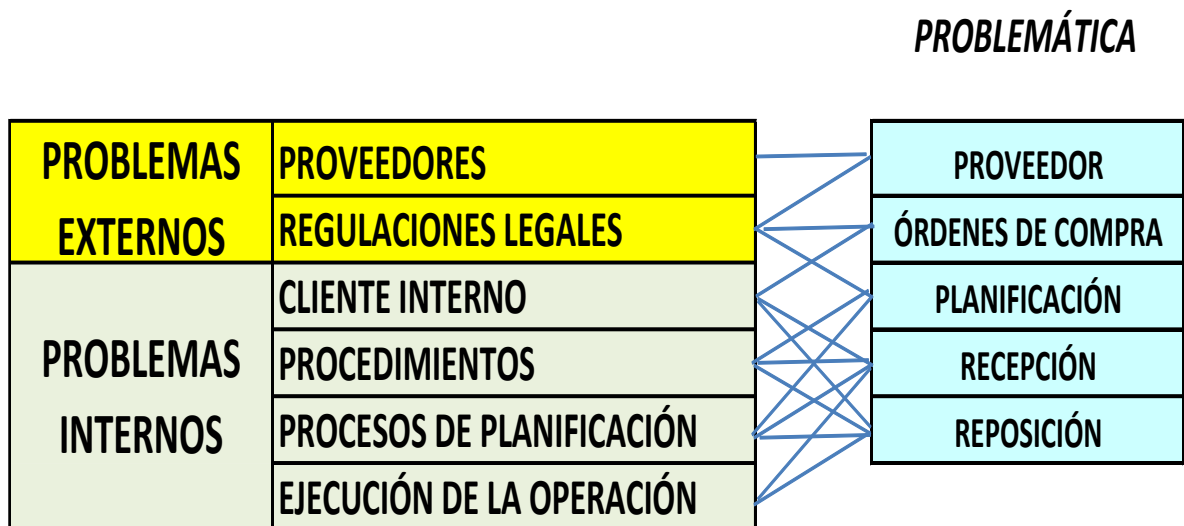 PROBLEMÁTICA
PROBLEMAS
EXTERNOS
PROVEEDORES
REGULACIONES LEGALES
PROBLEMAS
INTERNOS
CLIENTE INTERNO
PROCEDIMIENTOS
PROCESOS DE PLANIFICACIÓN
EJECUCIÓN DE LA OPERACIÓN
PROVEEDOR
ÓRDENES DE COMPRA
PLANIFICACIÓN
RECEPCIÓN
REPOSICIÓN